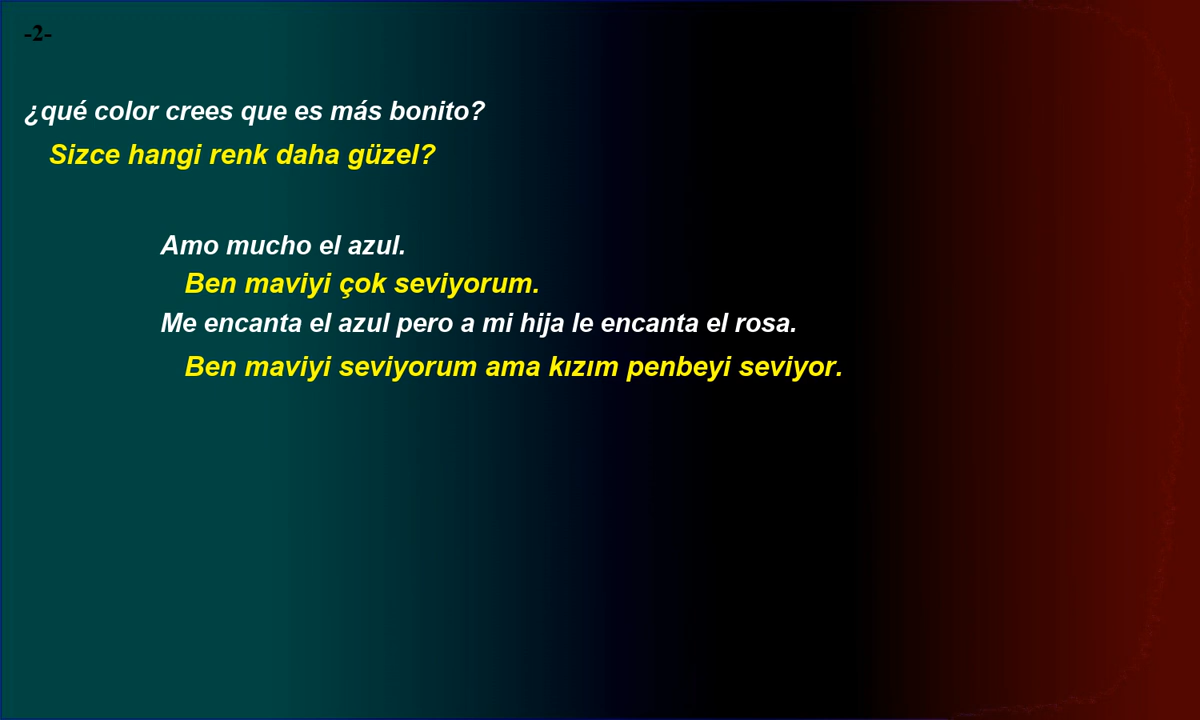 -2-
¿qué color crees que es más bonito?
Sizce hangi renk daha güzel?
Amo mucho el azul.
Ben maviyi çok seviyorum.
Me encanta el azul pero a mi hija le encanta el rosa.
Ben maviyi seviyorum ama kızım penbeyi seviyor.